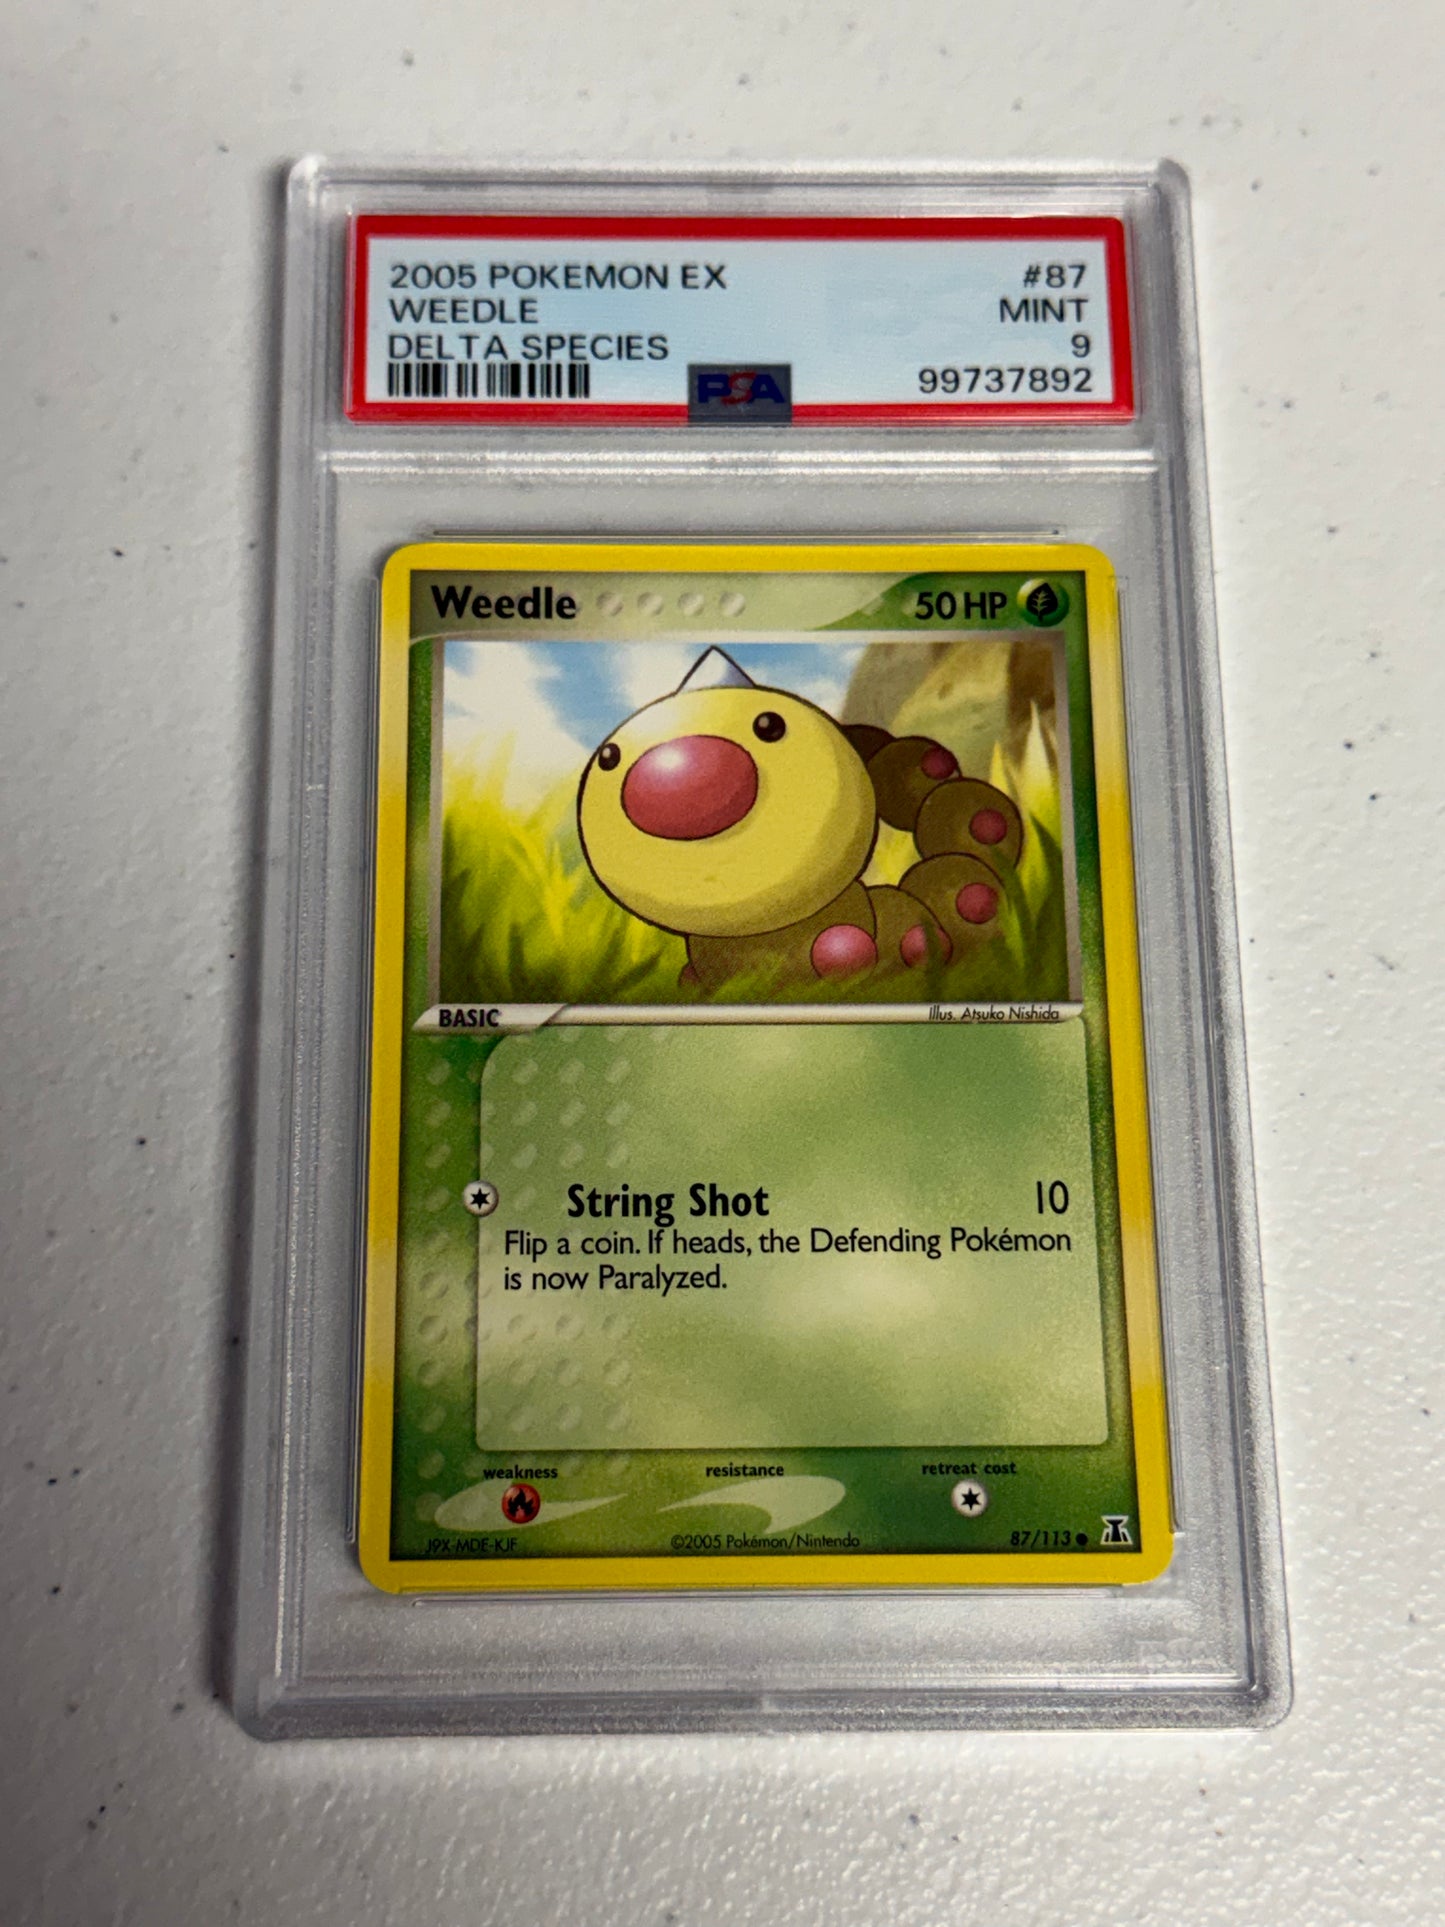 2005 POKEMON EX #87
WEEDLE MINT
DELTA SPECIES 9
PSA 99737892
Weedle 50 HP
BASIC Illus. Atsuko Nishida
String Shot 10
Flip a coin. If heads, the Defending Pokémon
is now Paralyzed.
weakness resistance retreat cost
J9X-MDE-KJF ©2005 Pokémon/Nintendo 87/113